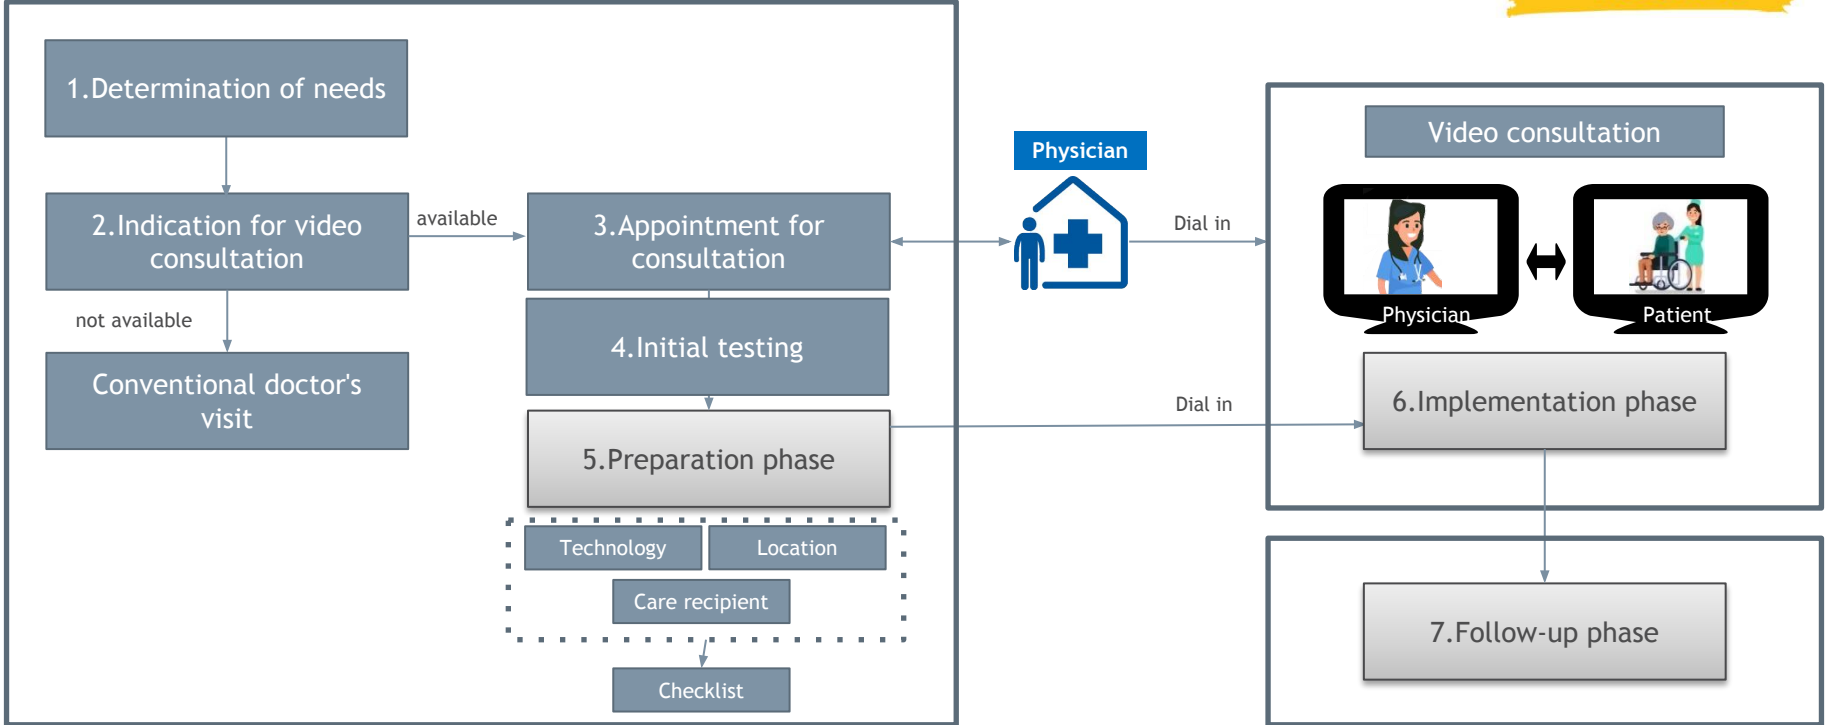 1.Determination of needs
2.Indication for video
consultation
available
not available
Conventional doctor's
visit
3.Appointment for
consultation
4.Initial testing
5.Preparation phase
Technology
Location
Care recipient
Checklist
Physician
Dial in
Dial in
Video consultation
Physician
Patient
6.Implementation phase
7.Follow-up phase